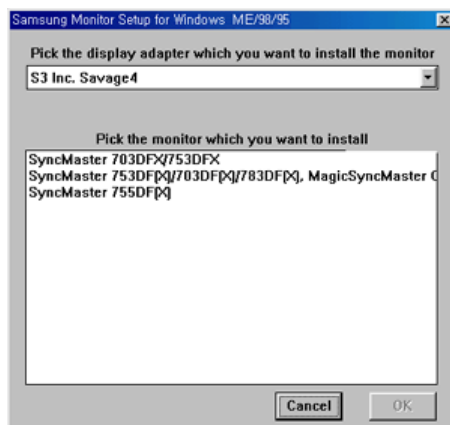 Samsung Monitor Setup for Windows ME/98/95
Pick the display adapter which you want to install the monitor
S3 Inc. Savage4
Pick the monitor which you want to install
SyncMaster 703DFX/753DFX
SyncMaster 753DF[X]/703DF[X]/783DF[X], MagicSyncMaster C
SyncMaster 755DF[X]
Cancel OK